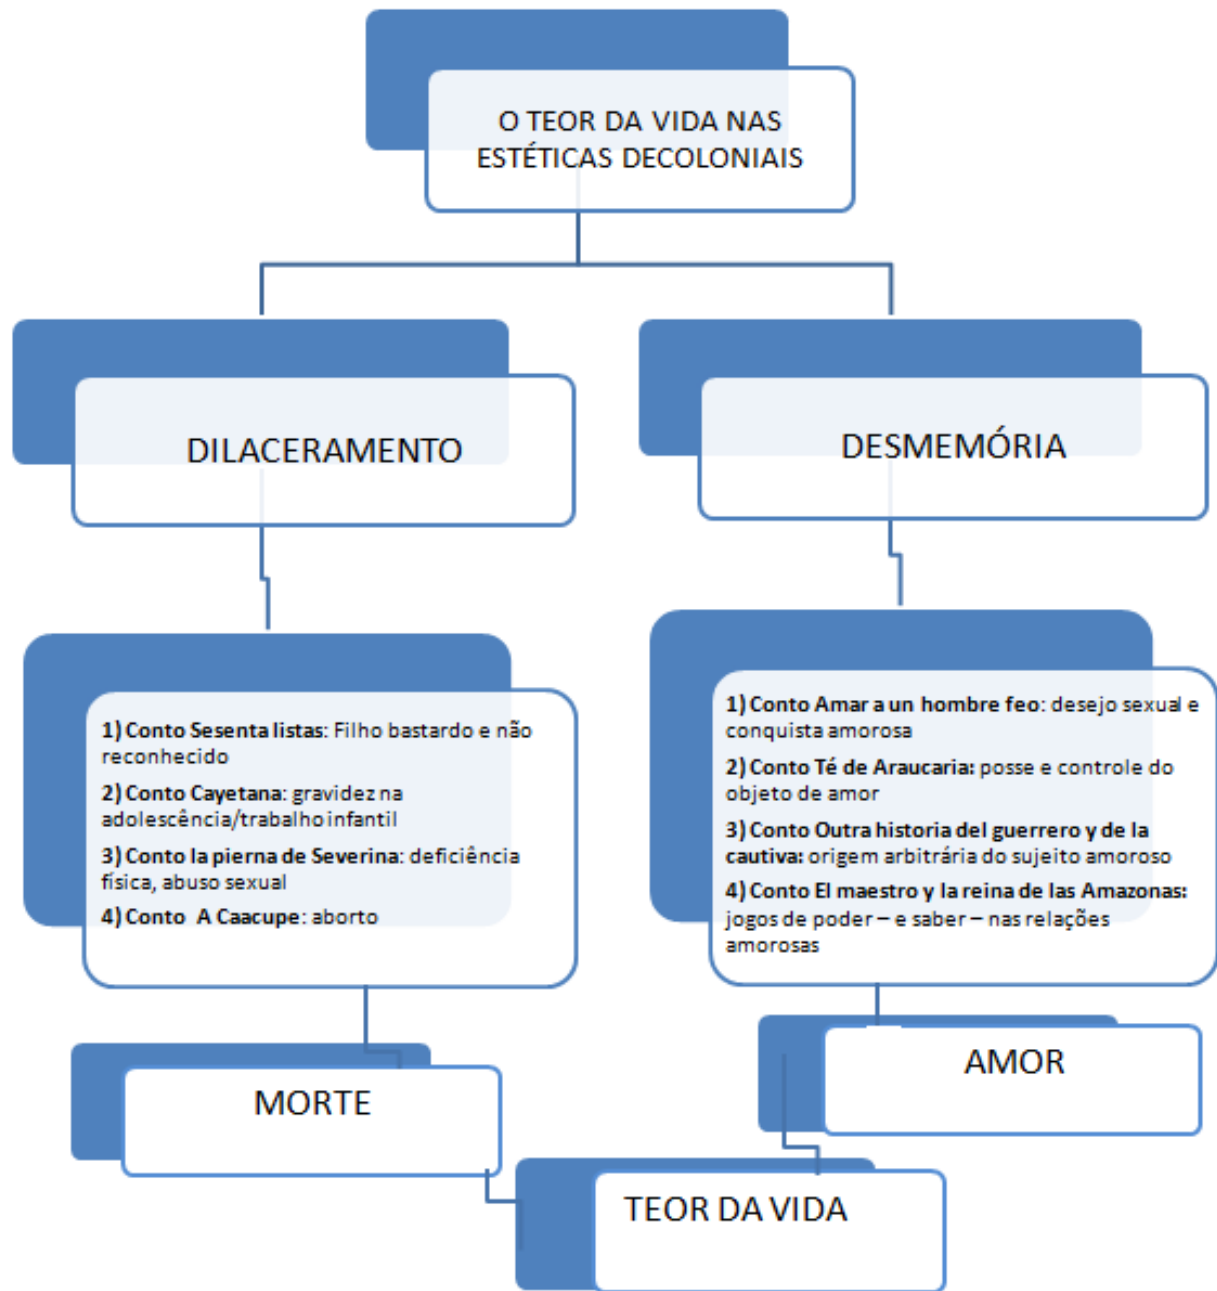 O TEOR DA VIDA NAS
ESTÉTICAS DECOLONIAIS
DILACERAMENTO
DESMEMÓRIA
1) Conto Sesenta listas: Filho bastardo e não
reconhecido
2) Conto Cayetana: gravidez na
adolescência/trabalho infantil
3) Conto la pierna de Severina: deficiência
física, abuso sexual
4) Conto A Caacupe: aborto
1) Conto Amar a un hombre feo: desejo sexual e
conquista amorosa
2) Conto Té de Araucaria: posse e controle do
objeto de amor
3) Conto Outra historia del guerrero y de la
cautiva: origem arbitrária do sujeito amoroso
4) Conto El maestro y la reina de las Amazonas:
jogos de poder – e saber – nas relações
amorosas
MORTE
AMOR
TEOR DA VIDA